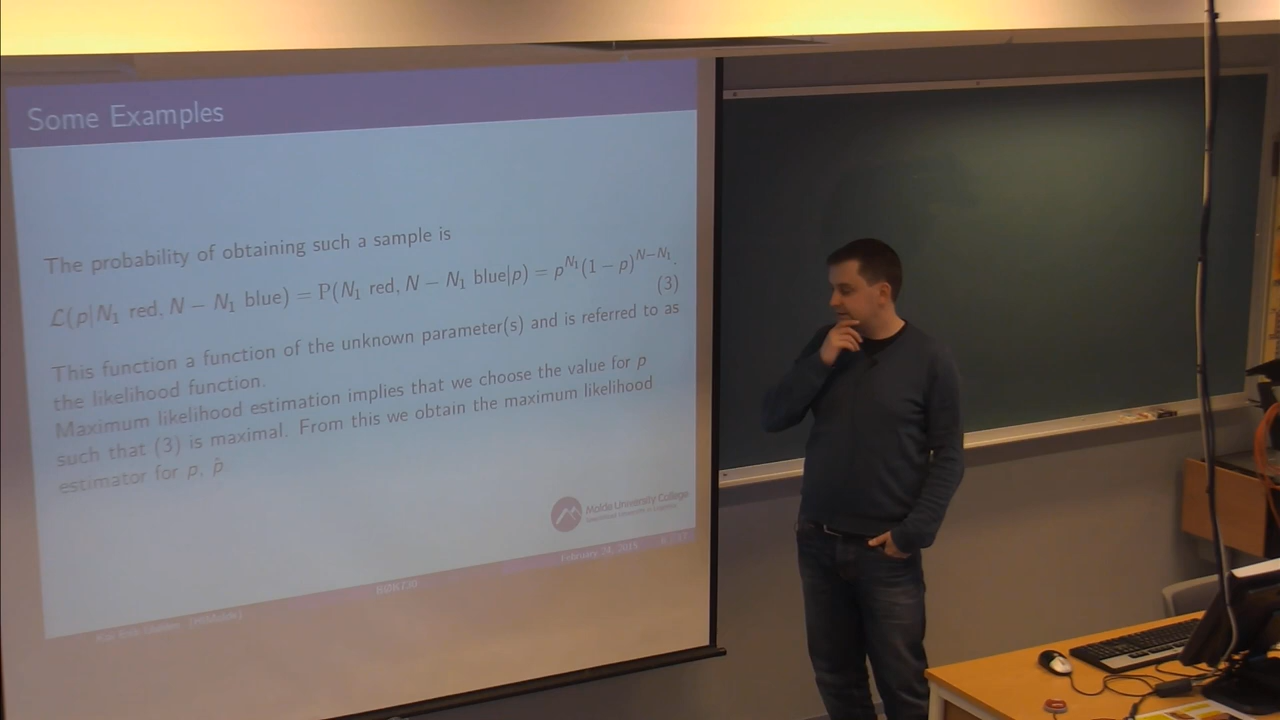 Some Examples
The probability of obtaining such a sample is
ℒ(p|N₁ red, N − N₁ blue) = P(N₁ red, N − N₁ blue|p) = p^{N₁}(1 − p)^{N−N₁}.
(3)
This function a function of the unknown parameter(s) and is referred to as
the likelihood function.
Maximum likelihood estimation implies that we choose the value for p
such that (3) is maximal. From this we obtain the maximum likelihood
estimator for p, p̂
Molde University College
February 24, 2015